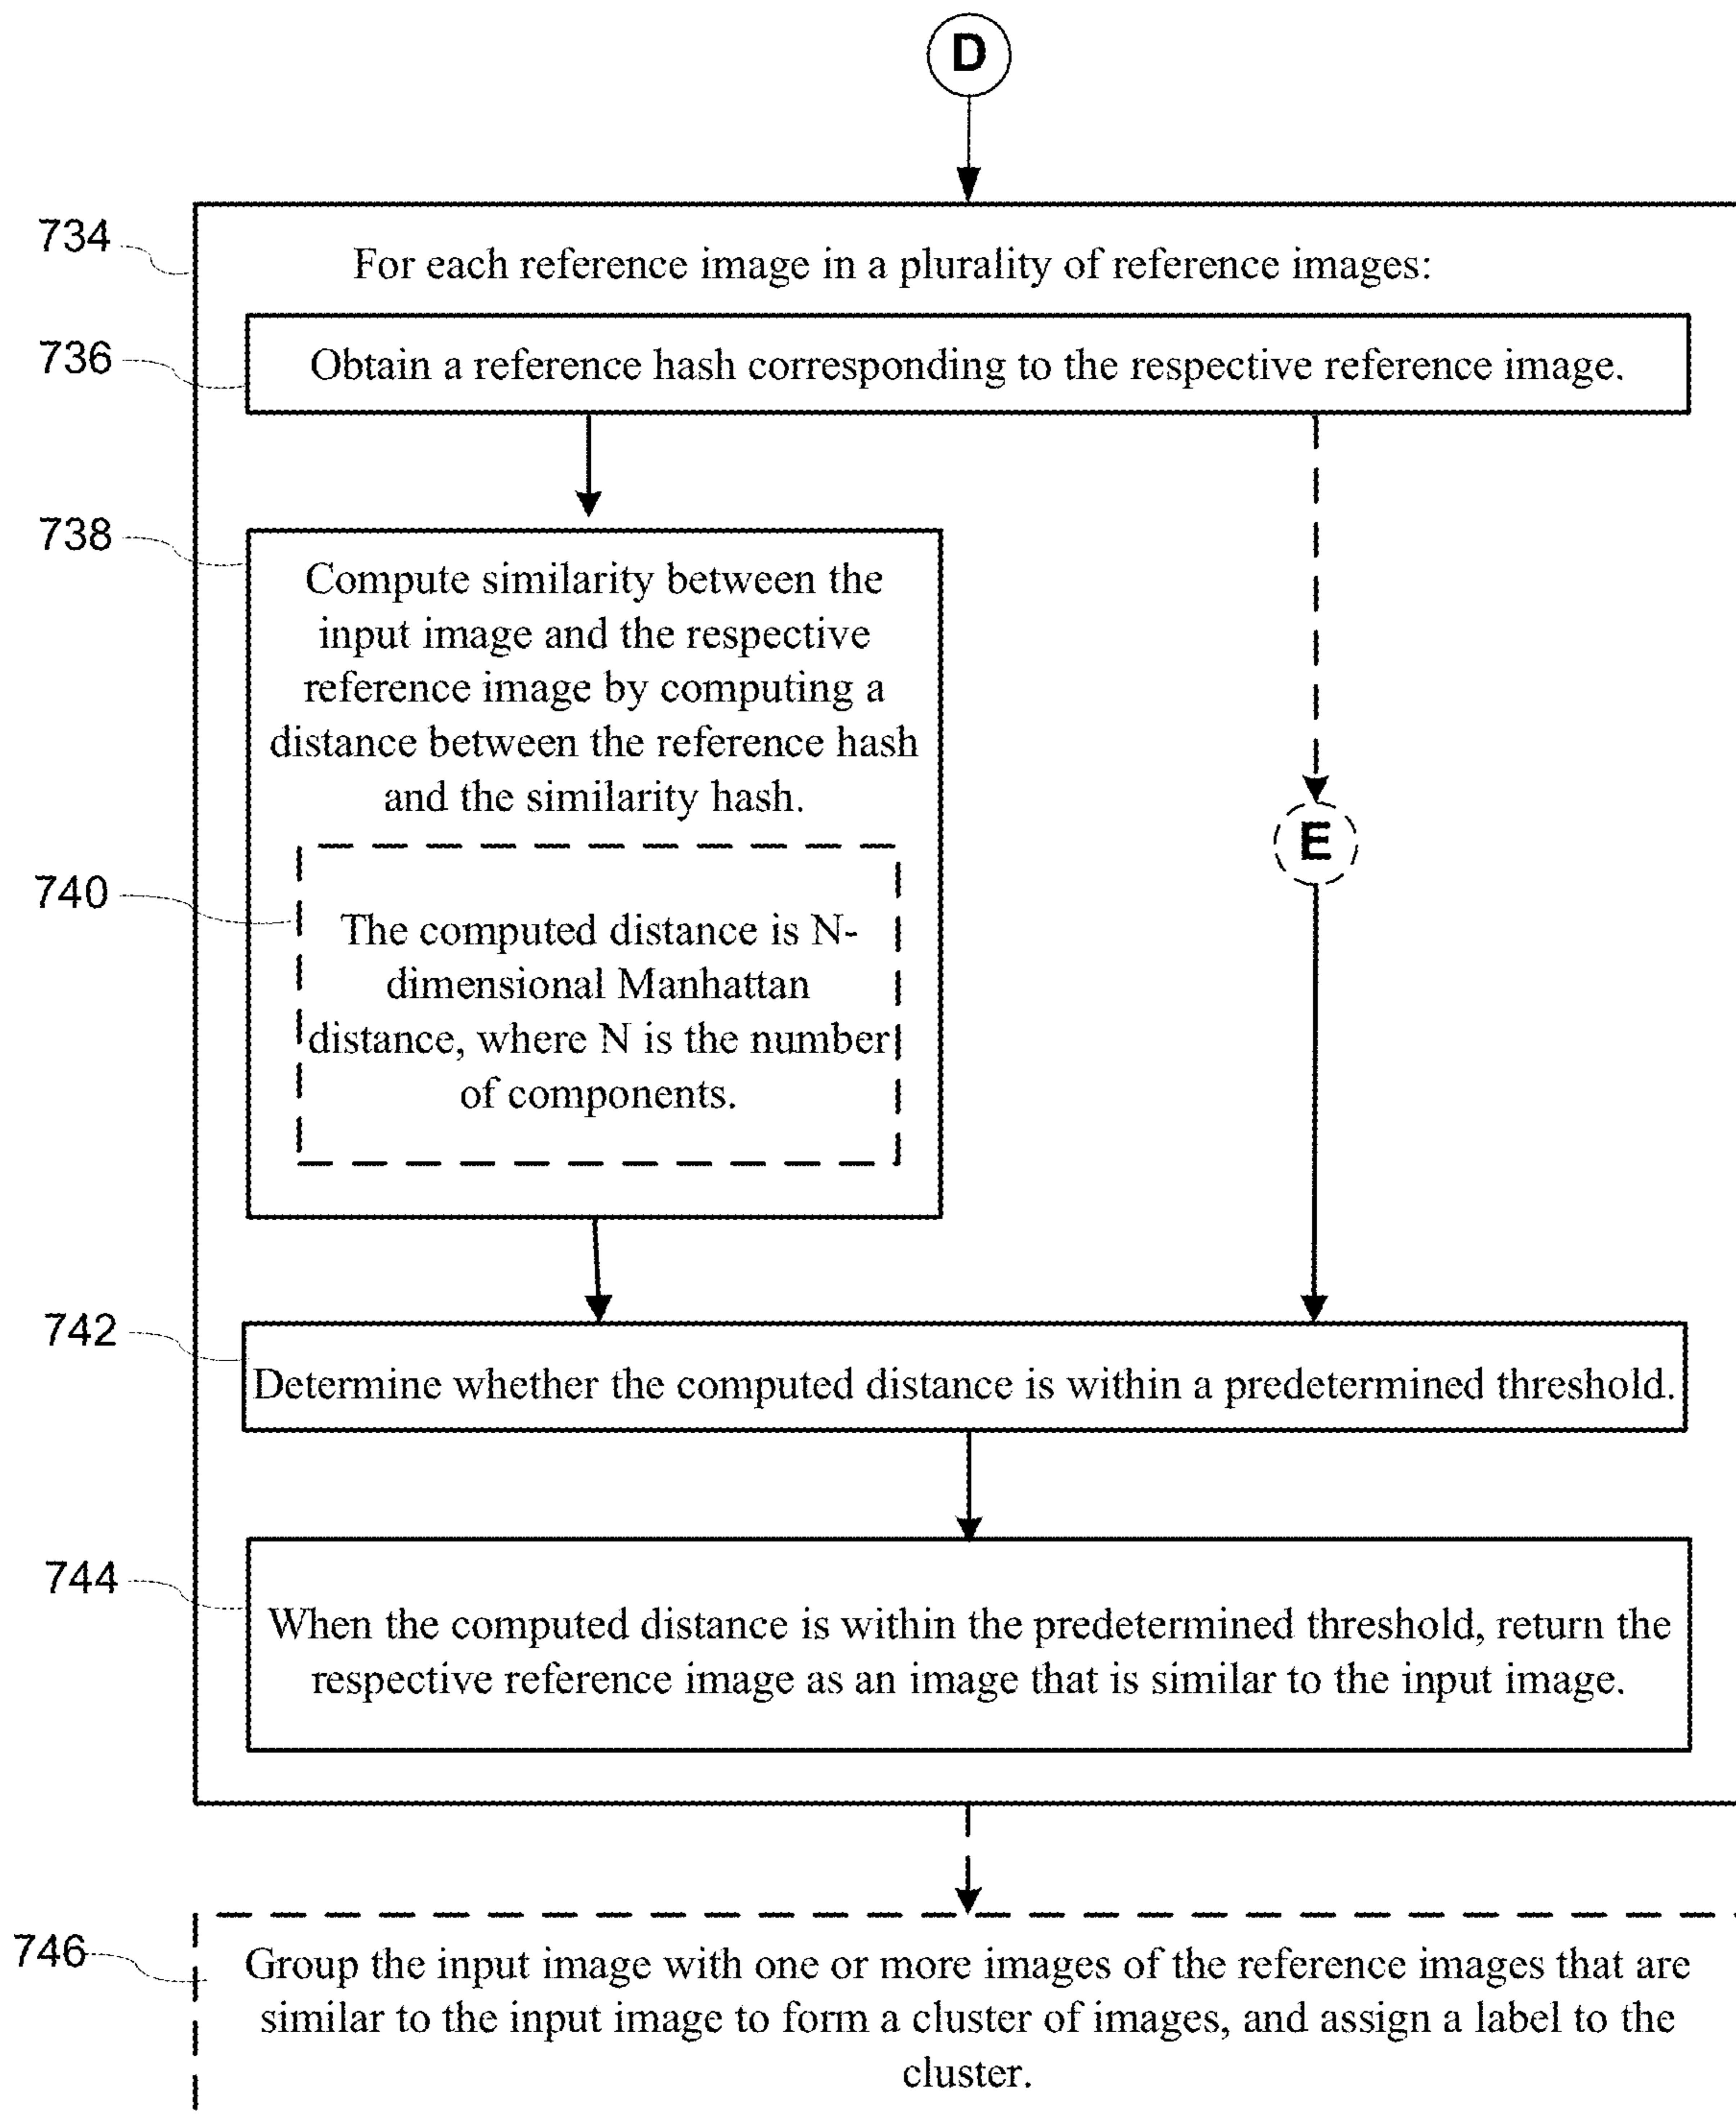 D
734
For each reference image in a plurality of reference images:
736
Obtain a reference hash corresponding to the respective reference image.
738
Compute similarity between the
input image and the respective
reference image by computing a
distance between the reference hash
and the similarity hash.
E
740
The computed distance is N-
dimensional Manhattan
distance, where N is the number
of components.
742
Determine whether the computed distance is within a predetermined threshold.
744
When the computed distance is within the predetermined threshold, return the
respective reference image as an image that is similar to the input image.
746
Group the input image with one or more images of the reference images that are
similar to the input image to form a cluster of images, and assign a label to the
cluster.